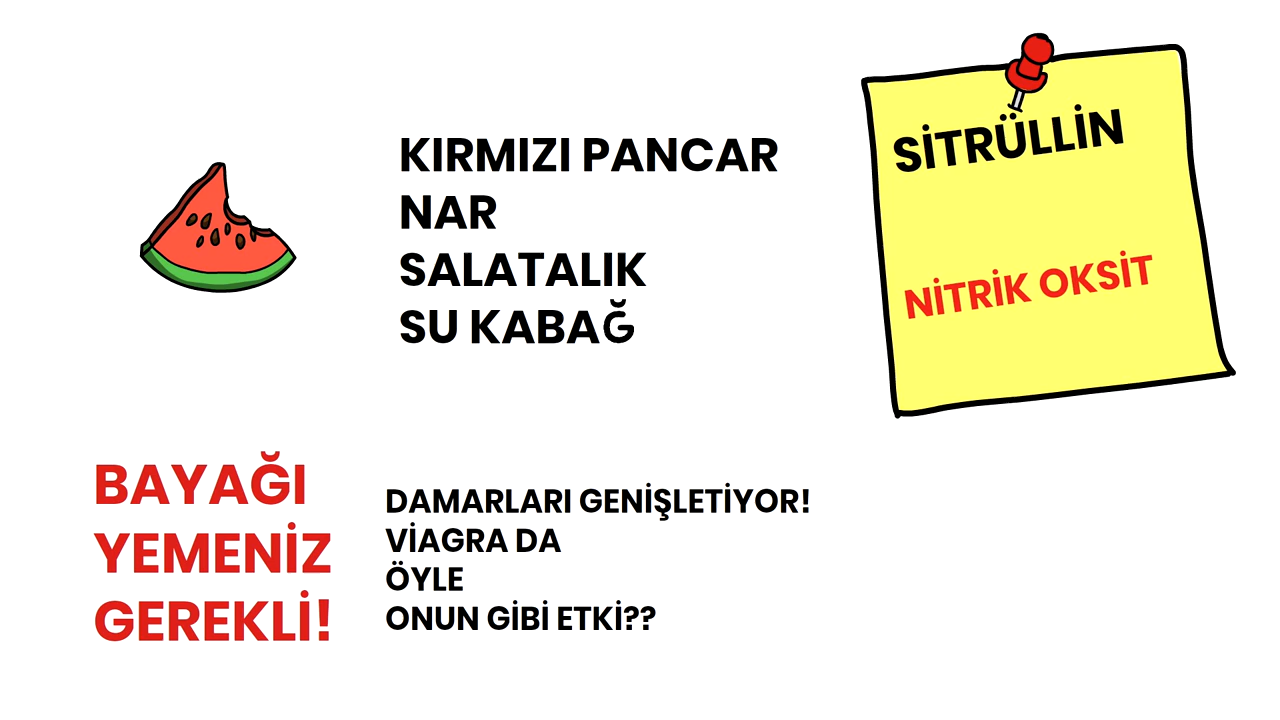 KIRMIZI PANCAR
NAR
SALATALIK
SU KABAĞ
SİTRÜLLİN
NİTRİK OKSİT
BAYAĞI
YEMENİZ
GEREKLİ!
DAMARLARI GENİŞLETİYOR!
VİAGRA DA
ÖYLE
ONUN GİBİ ETKİ??